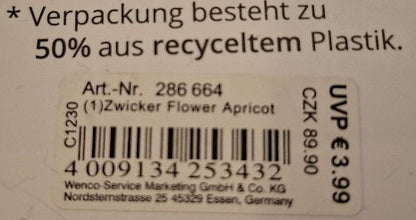 * Verpackung besteht zu
50% aus recyceltem Plastik.
Art.-Nr. 286 664
(1)Zwicker Flower Apricot
C1230
4 009134 253432
Wenco-Service Marketing GmbH & Co. KG
Nordsternstrasse 25 45329 Essen, Germany
CZK 89.90
UVP € 3.99